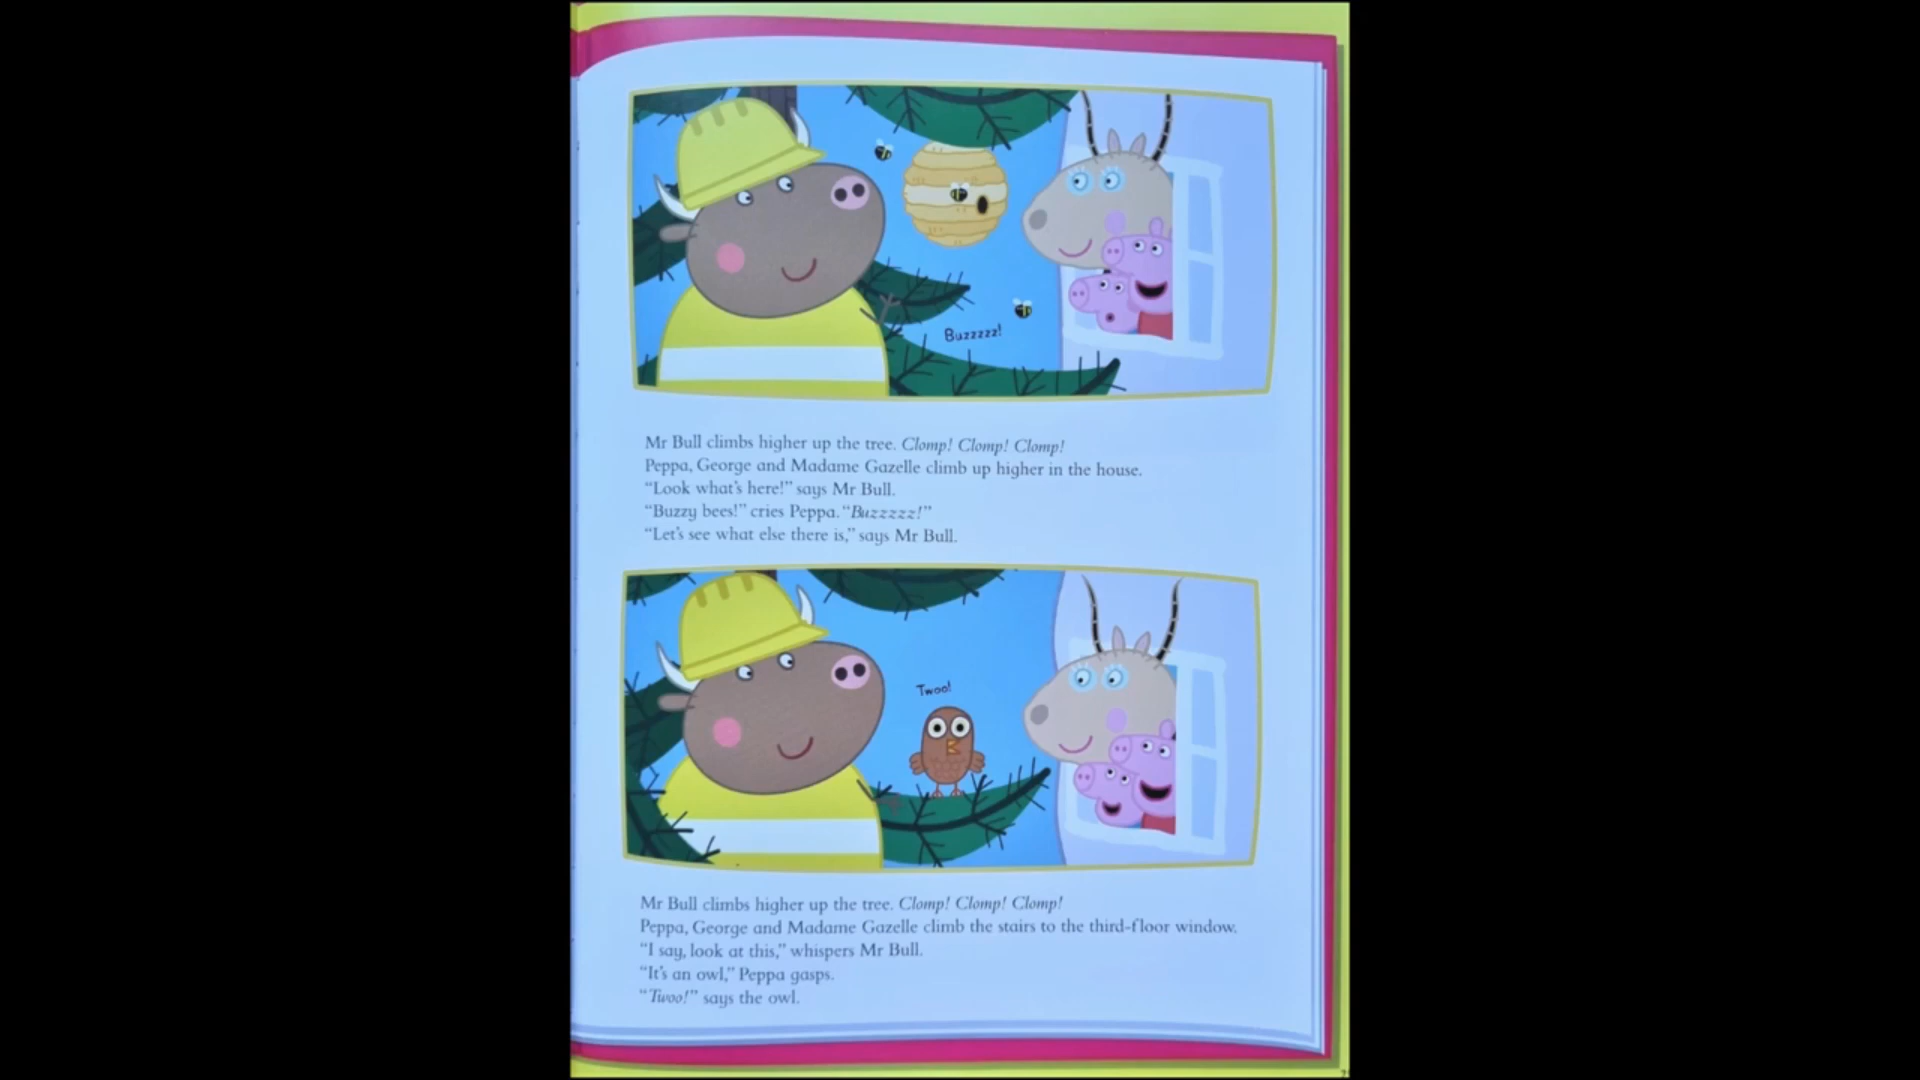 Buzzzzz!
Mr Bull climbs higher up the tree. Clomp! Clomp! Clomp!
Peppa, George and Madame Gazelle climb up higher in the house.
“Look what’s here!” says Mr Bull.
“Buzzy bees!” cries Peppa. “Buzzzzz!”
“Let’s see what else there is,” says Mr Bull.
Twoo!
Mr Bull climbs higher up the tree. Clomp! Clomp! Clomp!
Peppa, George and Madame Gazelle climb the stairs to the third-floor window.
“I say, look at this,” whispers Mr Bull.
“It’s an owl,” Peppa gasps.
“Twoo!” says the owl.